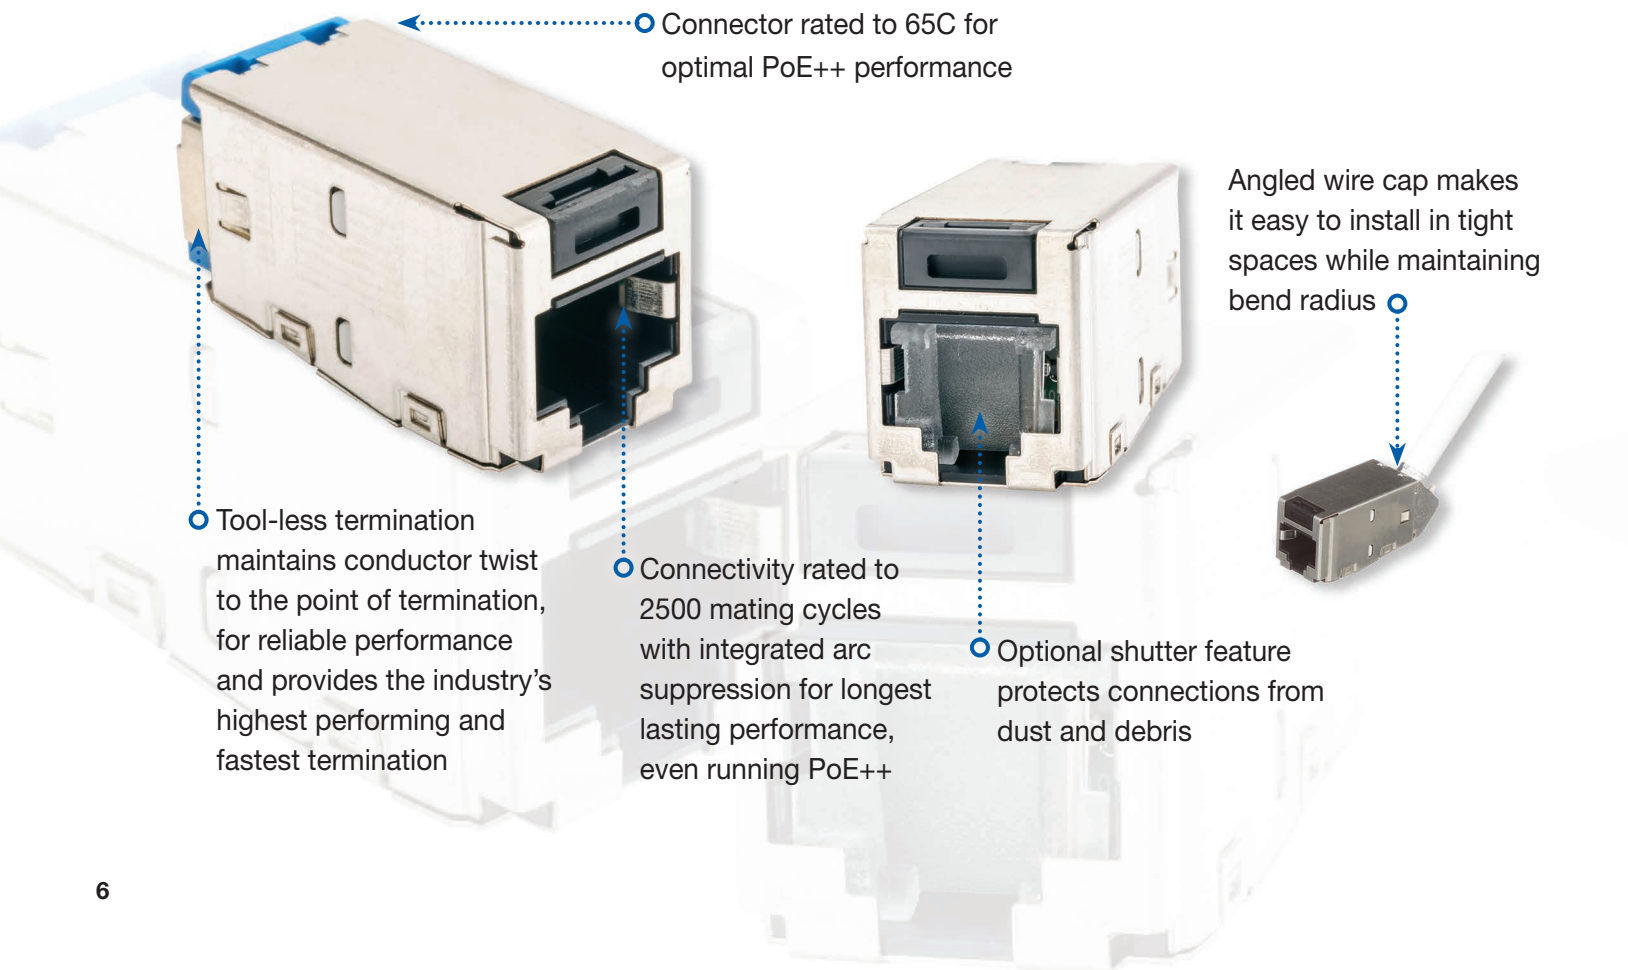 Connector rated to 65C for
optimal PoE++ performance
Angled wire cap makes
it easy to install in tight
spaces while maintaining
bend radius
Tool-less termination
maintains conductor twist
to the point of termination,
for reliable performance
and provides the industry’s
highest performing and
fastest termination
Connectivity rated to
2500 mating cycles
with integrated arc
suppression for longest
lasting performance,
even running PoE++
Optional shutter feature
protects connections from
dust and debris
6